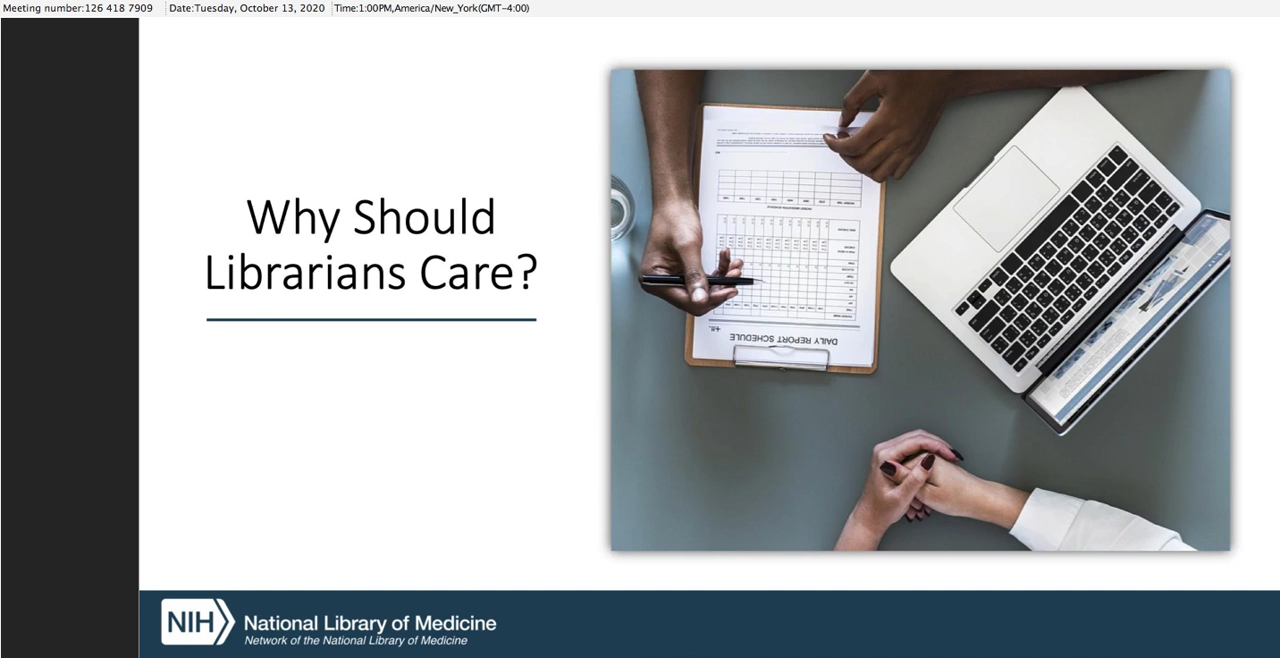 Meeting number:126 418 7909 Date:Tuesday, October 13, 2020 Time:1:00PM,America/New_York(GMT-4:00)
Why Should
Librarians Care?
DAILY REPORT SCHEDULE
NIH National Library of Medicine
Network of the National Library of Medicine